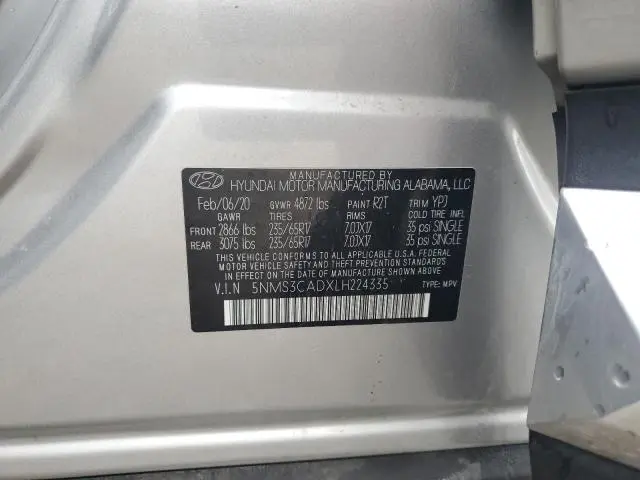 MANUFACTURED BY
HYUNDAI MOTOR MANUFACTURING ALABAMA, LLC
Feb/06/20 GVWR 4872 lbs PAINT R2T TRIM YPJ
GAWR TIRES RIMS COLD TIRE INFL
FRONT 2866 lbs 235/65R17 7.0JX17 35 psi SINGLE
REAR 3075 lbs 235/65R17 7.0JX17 35 psi SINGLE
THIS VEHICLE CONFORMS TO ALL APPLICABLE U.S.A. FEDERAL
MOTOR VEHICLE SAFETY AND THEFT PREVENTION STANDARDS
IN EFFECT ON THE DATE OF MANUFACTURE SHOWN ABOVE.
V.I.N 5NMS3CADXLH224335 TYPE: MPV